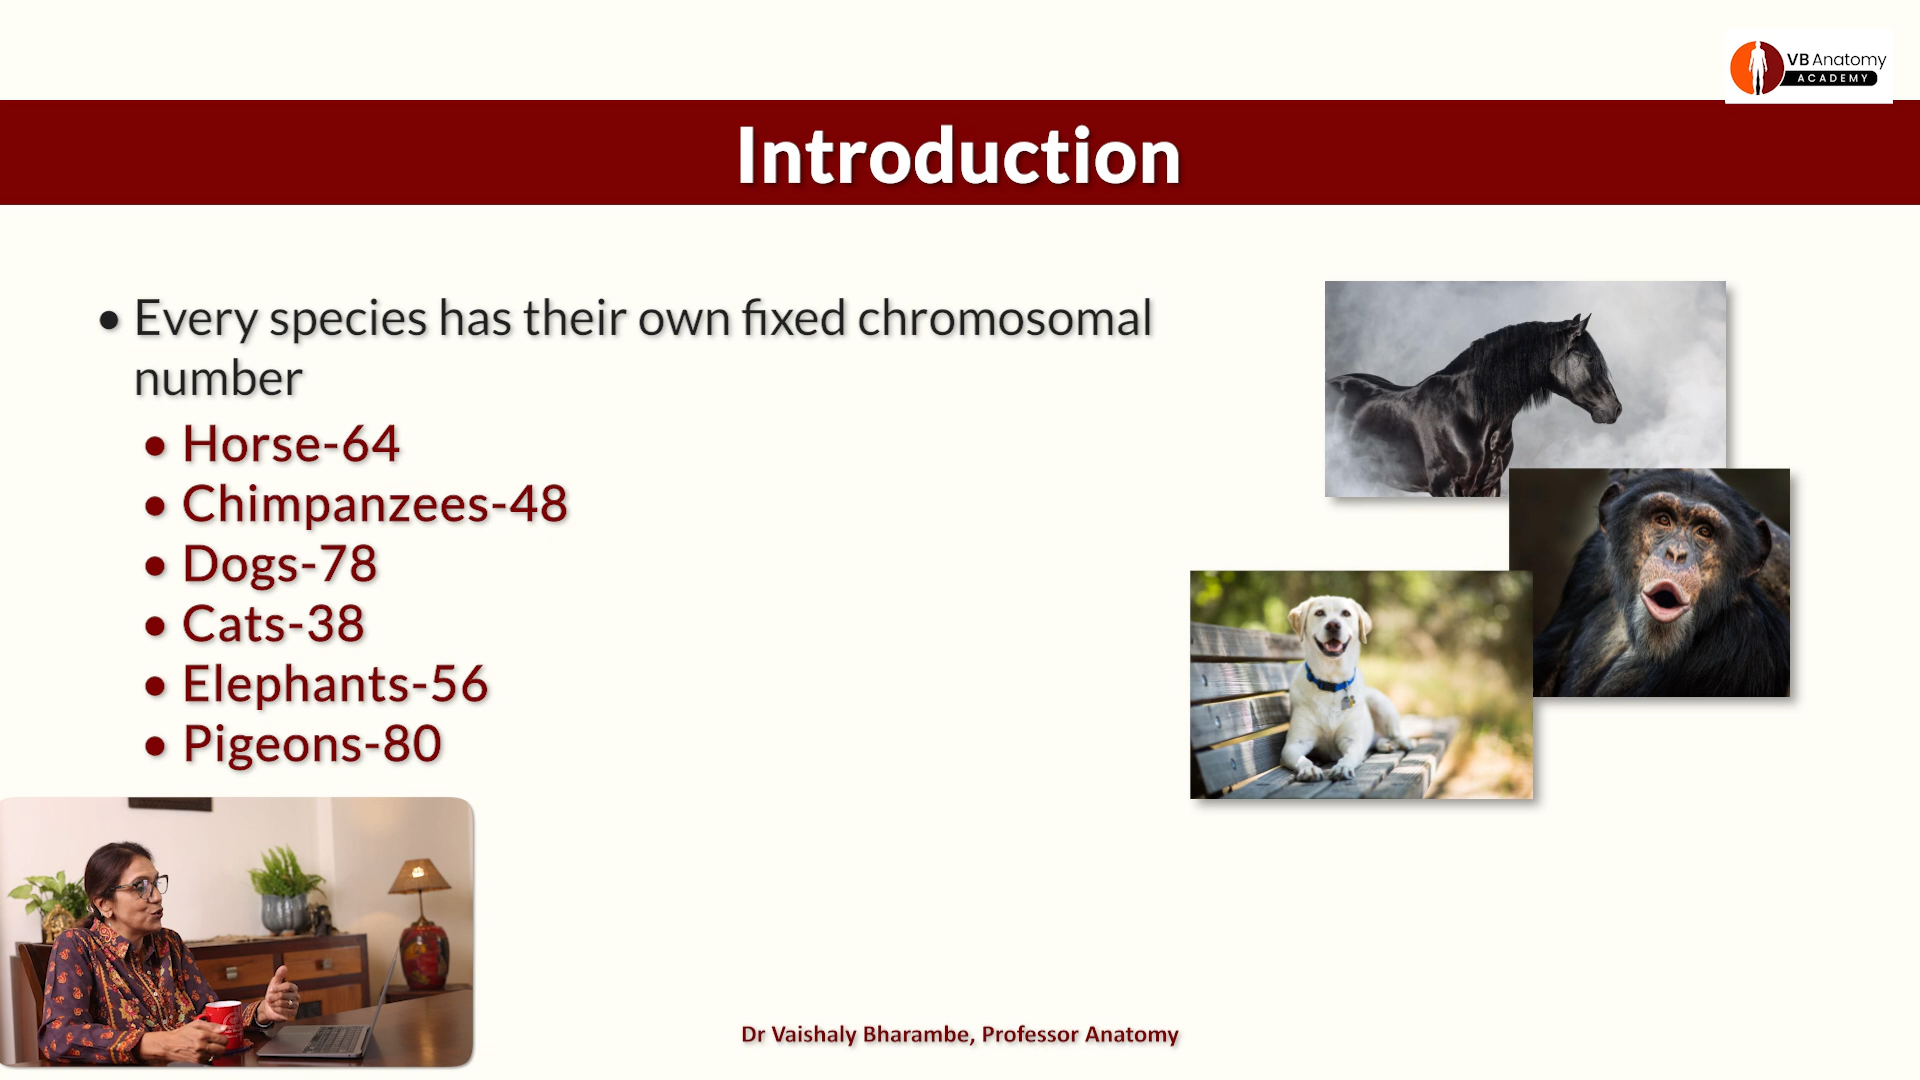 VB Anatomy
ACADEMY
Introduction
• Every species has their own fixed chromosomal
number
• Horse-64
• Chimpanzees-48
• Dogs-78
• Cats-38
• Elephants-56
• Pigeons-80
Dr Vaishaly Bharambe, Professor Anatomy